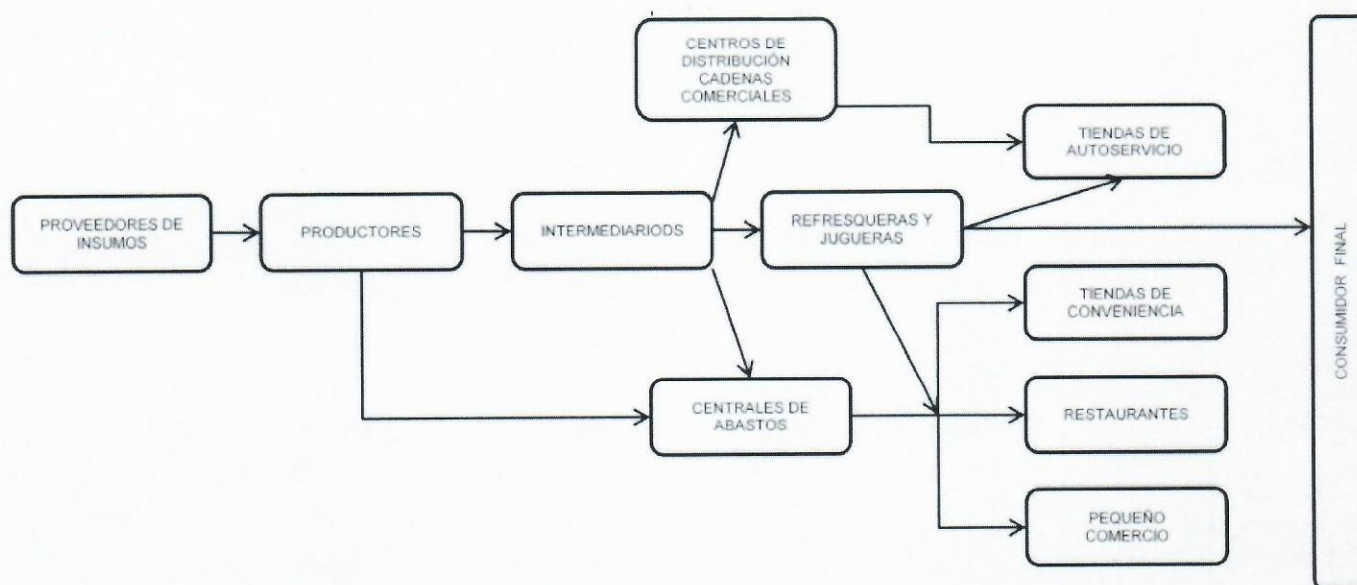 CENTROS DE
DISTRIBUCIÓN
CADENAS
COMERCIALES
TIENDAS DE
AUTOSERVICIO
PROVEEDORES DE
INSUMOS
PRODUCTORES
INTERMEDIARIODS
REFRESQUERAS Y
JUGUERAS
TIENDAS DE
CONVENIENCIA
CENTRALES DE
ABASTOS
RESTAURANTES
PEQUEÑO
COMERCIO
CONSUMIDOR FINAL